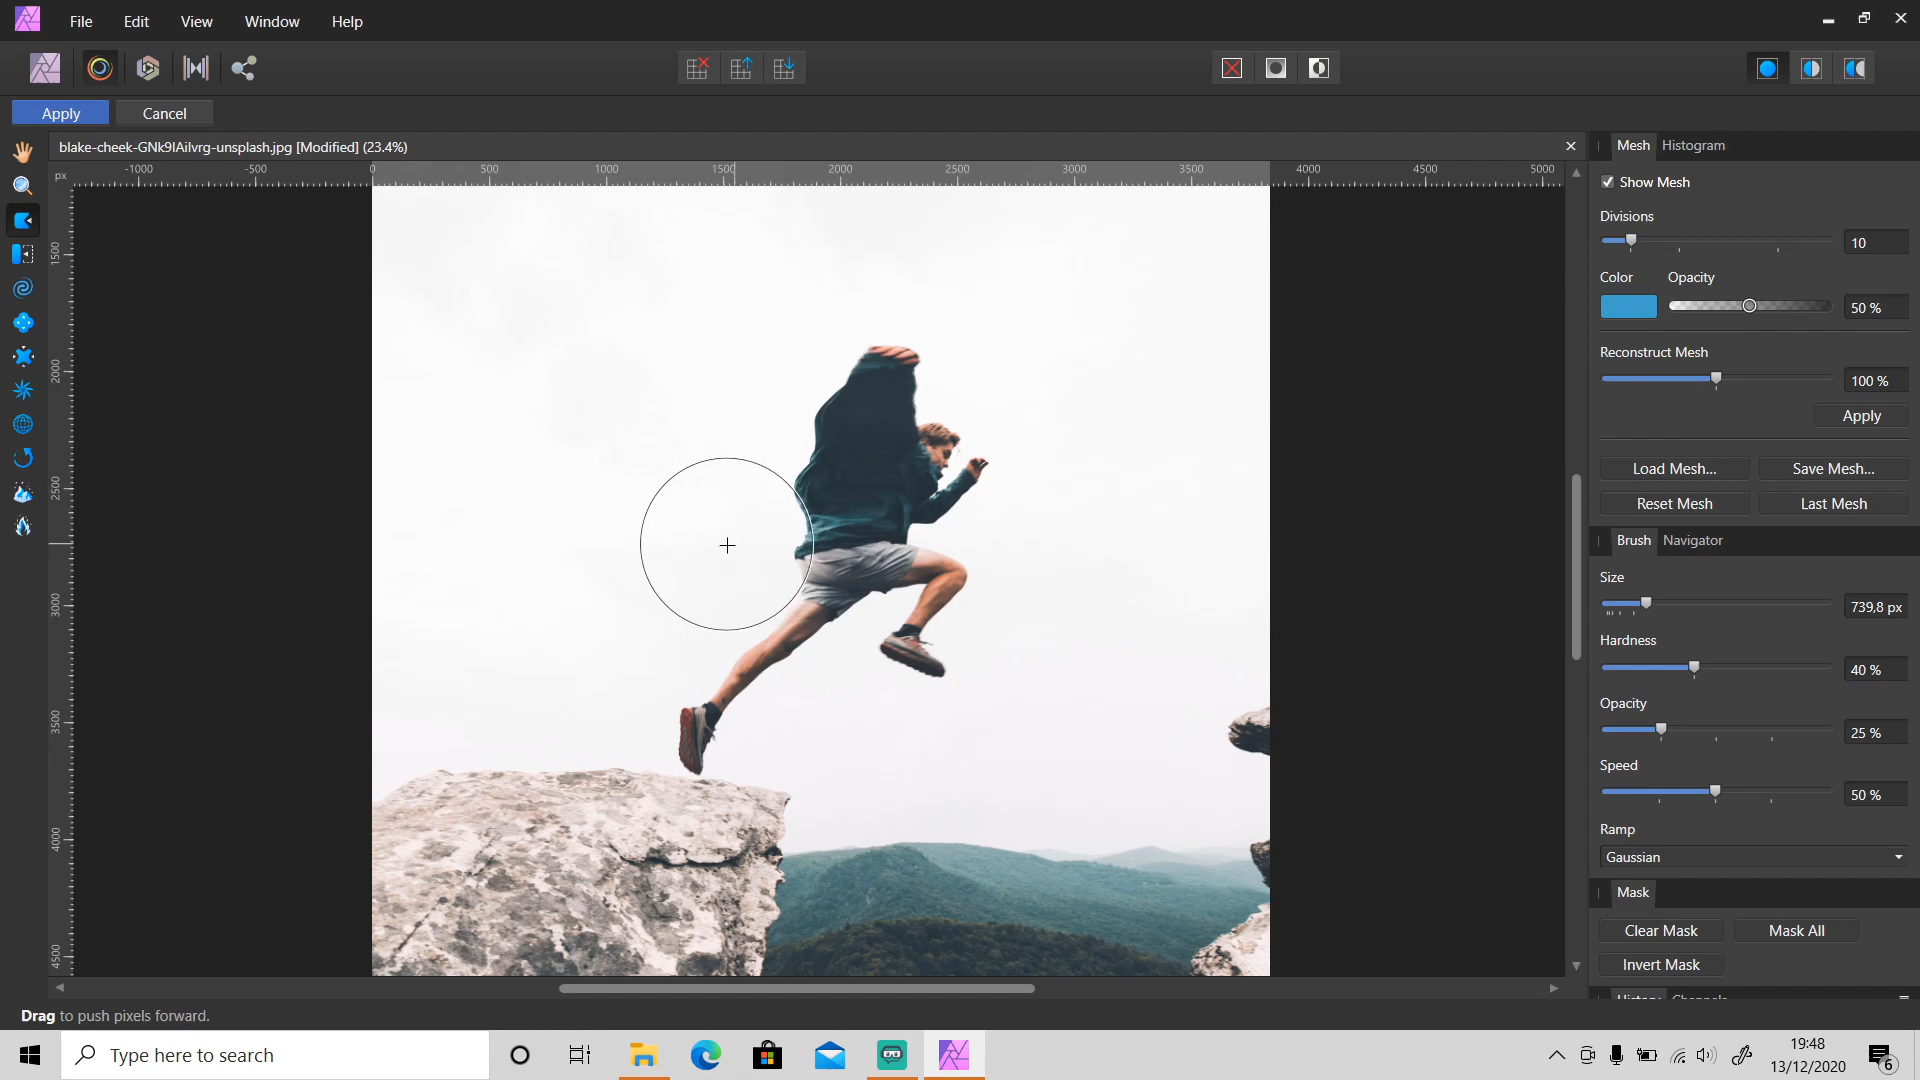 File Edit View Window Help
Apply Cancel
blake-cheek-GNk9lAilvrg-unsplash.jpg [Modified] (23.4%)
px -1000 -500 0 500 1000 1500 2000 2500 3000 3500 4000 4500 5000
1500
2000
2500
3000
3500
4000
4500
Mesh Histogram
Show Mesh
Divisions
10
Color Opacity
50 %
Reconstruct Mesh
100 %
Apply
Load Mesh... Save Mesh...
Reset Mesh Last Mesh
Brush Navigator
Size
739,8 px
Hardness
40 %
Opacity
25 %
Speed
50 %
Ramp
Gaussian
Mask
Clear Mask Mask All
Invert Mask
History Channels
Drag to push pixels forward.
Type here to search
19:48
13/12/2020
6